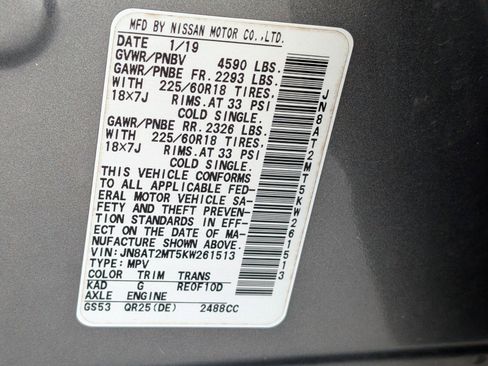 MFD BY NISSAN MOTOR CO.,LTD.
DATE 1/19
GVWR/PNBV 4590 LBS.
GAWR/PNBE FR. 2293 LBS.
WITH 225/60R18 TIRES,
18×7J RIMS.AT 33 PSI
COLD SINGLE.
GAWR/PNBE RR. 2326 LBS.
WITH 225/60R18 TIRES,
18×7J RIMS.AT 33 PSI
COLD SINGLE.
THIS VEHICLE CONFORMS
TO ALL APPLICABLE FED-
ERAL MOTOR VEHICLE SA-
FETY AND THEFT PREVEN-
TION STANDARDS IN EFF-
ECT ON THE DATE OF MA-
NUFACTURE SHOWN ABOVE.
VIN:JN8AT2MT5KW261513
TYPE: MPV
COLOR TRIM TRANS
KAD G RE0F10D
AXLE ENGINE
GS53 QR25(DE) 2488CC
JN8AT2MT5KW261513